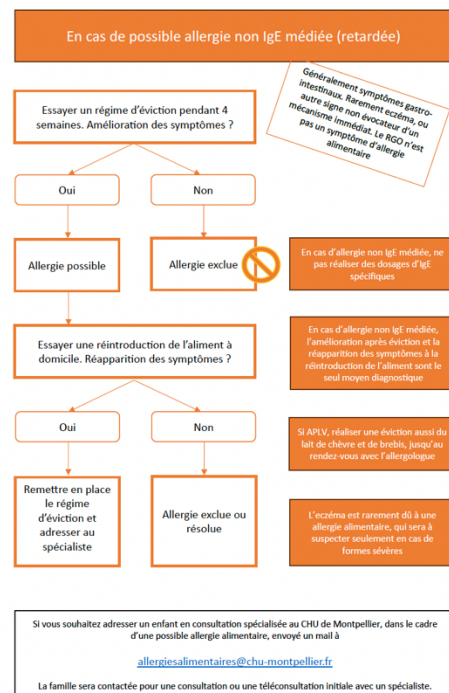 En cas de possible allergie non IgE médiée (retardée)
Généralement symptômes gastro-
intestinaux. Rarement eczéma, ou
autre signe non évocateur d'un
mécanisme immédiat. Le RGO n'est
pas un symptôme d'allergie
alimentaire
Essayer un régime d'éviction pendant 4
semaines. Amélioration des symptômes ?
Oui
Non
Allergie possible
Allergie exclue
En cas d'allergie non IgE médiée, ne
pas réaliser des dosages d'IgE
spécifiques
Essayer une réintroduction de l'aliment à
domicile. Réapparition des symptômes ?
En cas d'allergie non IgE médiée,
l'amélioration après éviction et la
réapparition des symptômes à la
réintroduction de l'aliment sont le
seul moyen diagnostique
Oui
Non
Si APLV, réaliser une éviction aussi du
lait de chèvre et de brebis, jusqu'au
rendez-vous avec l'allergologue
Remettre en place
le régime
d'éviction et
adresser au
spécialiste
Allergie exclue ou
résolue
L'eczéma est rarement dû à une
allergie alimentaire, qui sera à
suspecter seulement en cas de
formes sévères
Si vous souhaitez adresser un enfant en consultation spécialisée au CHU de Montpellier, dans le cadre
d'une possible allergie alimentaire, envoyé un mail à
allergiesalimentaires@chu-montpellier.fr
La famille sera contactée pour une consultation ou une téléconsultation initiale avec un spécialiste.